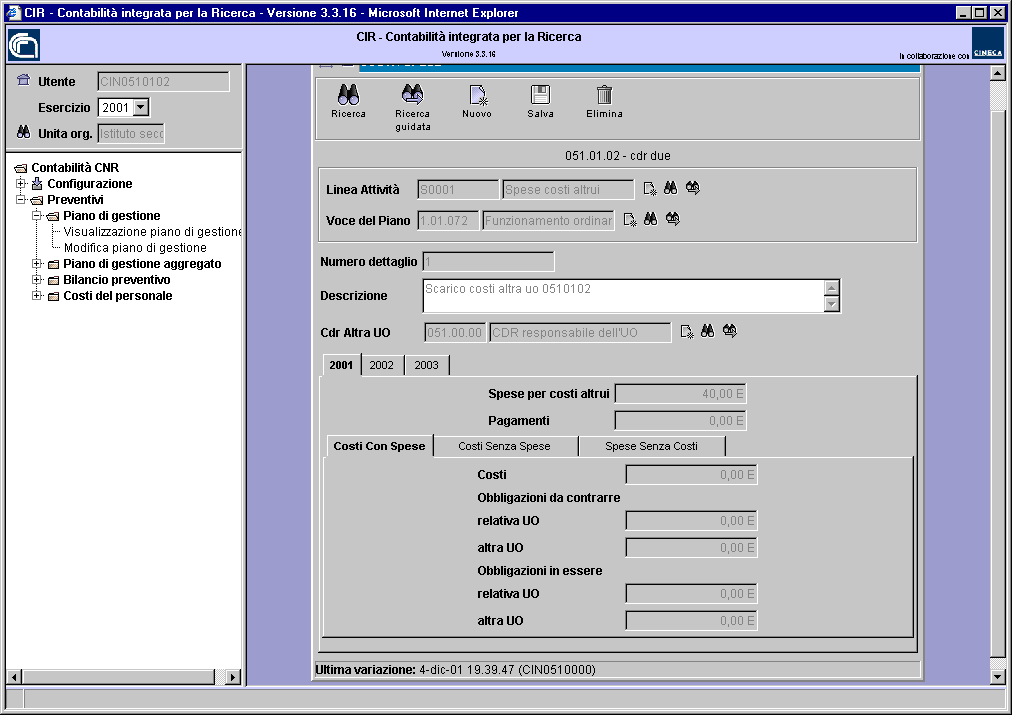 CIR - Contabilità integrata per la Ricerca - Versione 3.3.16 - Microsoft Internet Explorer
CIR - Contabilità integrata per la Ricerca
Versione 3.3.16
In collaborazione con CINECA
Utente CIN0510102
Esercizio 2001
Unita org. Istituto seco
Contabilità CNR
Configurazione
Preventivi
Piano di gestione
Visualizzazione piano di gestione
Modifica piano di gestione
Piano di gestione aggregato
Bilancio preventivo
Costi del personale
Ricerca
Ricerca guidata
Nuovo
Salva
Elimina
051.01.02 - cdr due
Linea Attività S0001 Spese costi altrui
Voce del Piano 1.01.072 Funzionamento ordinar
Numero dettaglio 1
Descrizione Scarico costi altra uo 0510102
Cdr Altra UO 051.00.00 CDR responsabile dell'UO
2001 2002 2003
Spese per costi altrui 40,00 E
Pagamenti 0,00 E
Costi Con Spese Costi Senza Spese Spese Senza Costi
Costi 0,00 E
Obbligazioni da contrarre
relativa UO 0,00 E
altra UO 0,00 E
Obbligazioni in essere
relativa UO 0,00 E
altra UO 0,00 E
Ultima variazione: 4-dic-01 19.39.47 (CIN0510000)